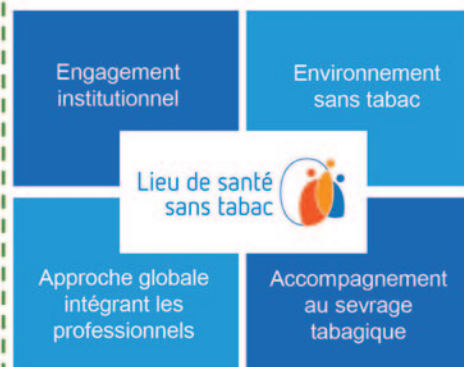 Engagement
institutionnel
Environnement
sans tabac
Lieu de santé
sans tabac
Approche globale
intégrant les
professionnels
Accompagnement
au sevrage
tabagique